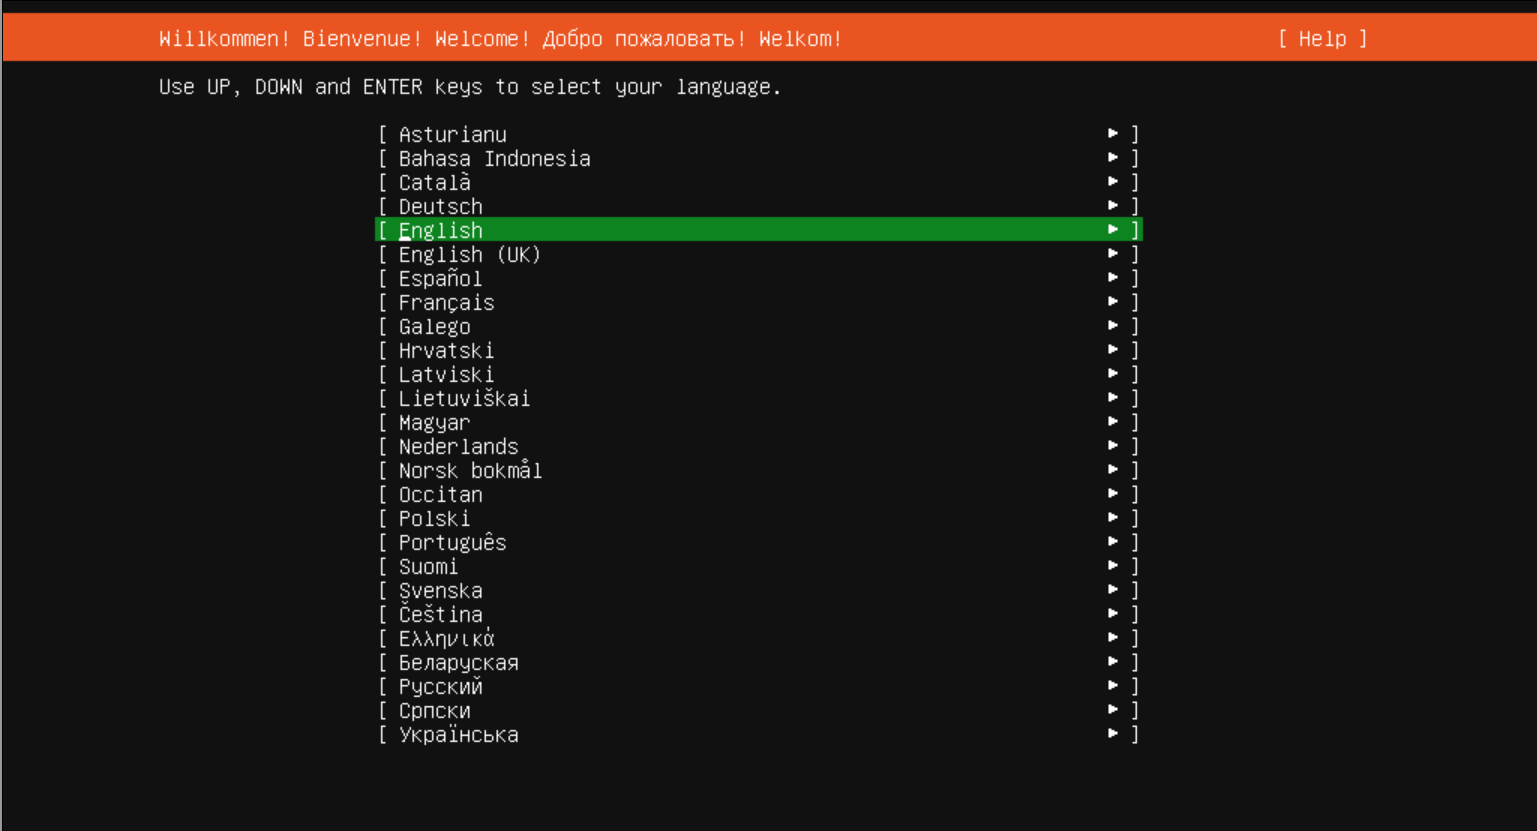 Willkommen! Bienvenue! Welcome! Добро пожаловать! Welkom! [ Help ]
Use UP, DOWN and ENTER keys to select your language.
[ Asturianu ► ]
[ Bahasa Indonesia ► ]
[ Català ► ]
[ Deutsch ► ]
[ English ► ]
[ English (UK) ► ]
[ Español ► ]
[ Français ► ]
[ Galego ► ]
[ Hrvatski ► ]
[ Latviski ► ]
[ Lietuviškai ► ]
[ Magyar ► ]
[ Nederlands ► ]
[ Norsk bokmål ► ]
[ Occitan ► ]
[ Polski ► ]
[ Português ► ]
[ Suomi ► ]
[ Svenska ► ]
[ Čeština ► ]
[ Ελληνικά ► ]
[ Беларуская ► ]
[ Русский ► ]
[ Српски ► ]
[ Українська ► ]